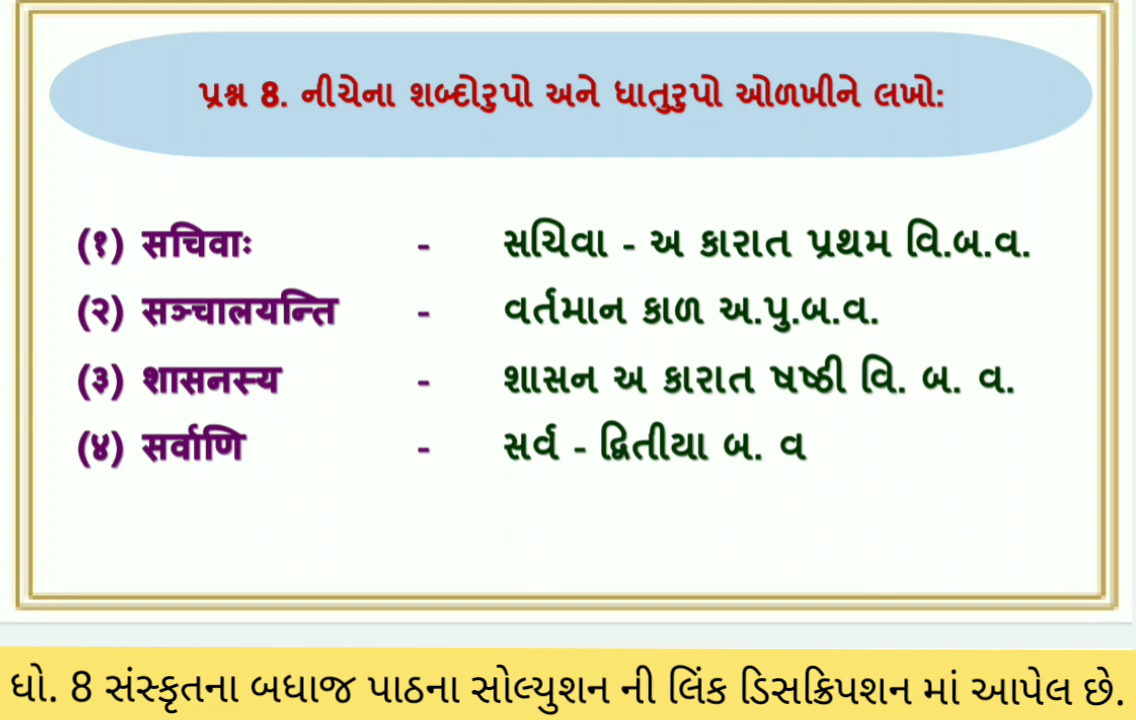 પ્રશ્ન 8. નીચેના શબ્દોરુપો અને ધાતુરુપો ઓળખીને લખો:
(१) सचिवाः - સચિવા - અ કારાત પ્રથમ વિ.બ.વ.
(२) सञ्चालयन्ति - વર્તમાન કાળ અ.પુ.બ.વ.
(३) शासनस्य - શાસન અ કારાત ષષ્ઠી વિ. બ. વ.
(४) सर्वाणि - સર્વ - દ્વિતીયા બ. વ
ધો. 8 સંસ્કૃતના બધાજ પાઠના સોલ્યુશન ની લિંક ડિસક્રિપશન માં આપેલ છે.